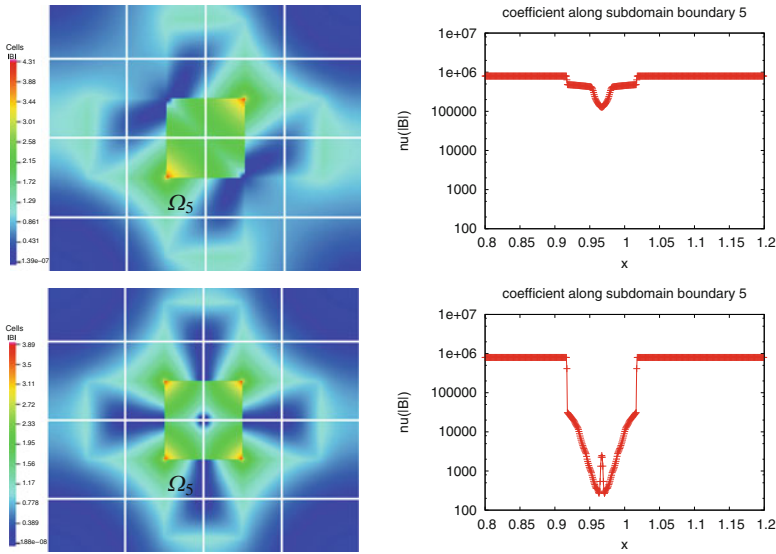 Cells
|B|
4.31
3.88
3.44
3.01
2.58
2.15
1.72
1.29
0.861
0.431
1.39e-07
Ω5
coefficient along subdomain boundary 5
1e+07
1e+06
100000
10000
1000
100
nu(|B|)
0.8 0.85 0.9 0.95 1 1.05 1.1 1.15 1.2
x
Cells
|B|
3.89
3.5
3.11
2.72
2.33
1.95
1.56
1.17
0.778
0.389
1.88e-08
Ω5
coefficient along subdomain boundary 5
1e+07
1e+06
100000
10000
1000
100
nu(|B|)
0.8 0.85 0.9 0.95 1 1.05 1.1 1.15 1.2
x